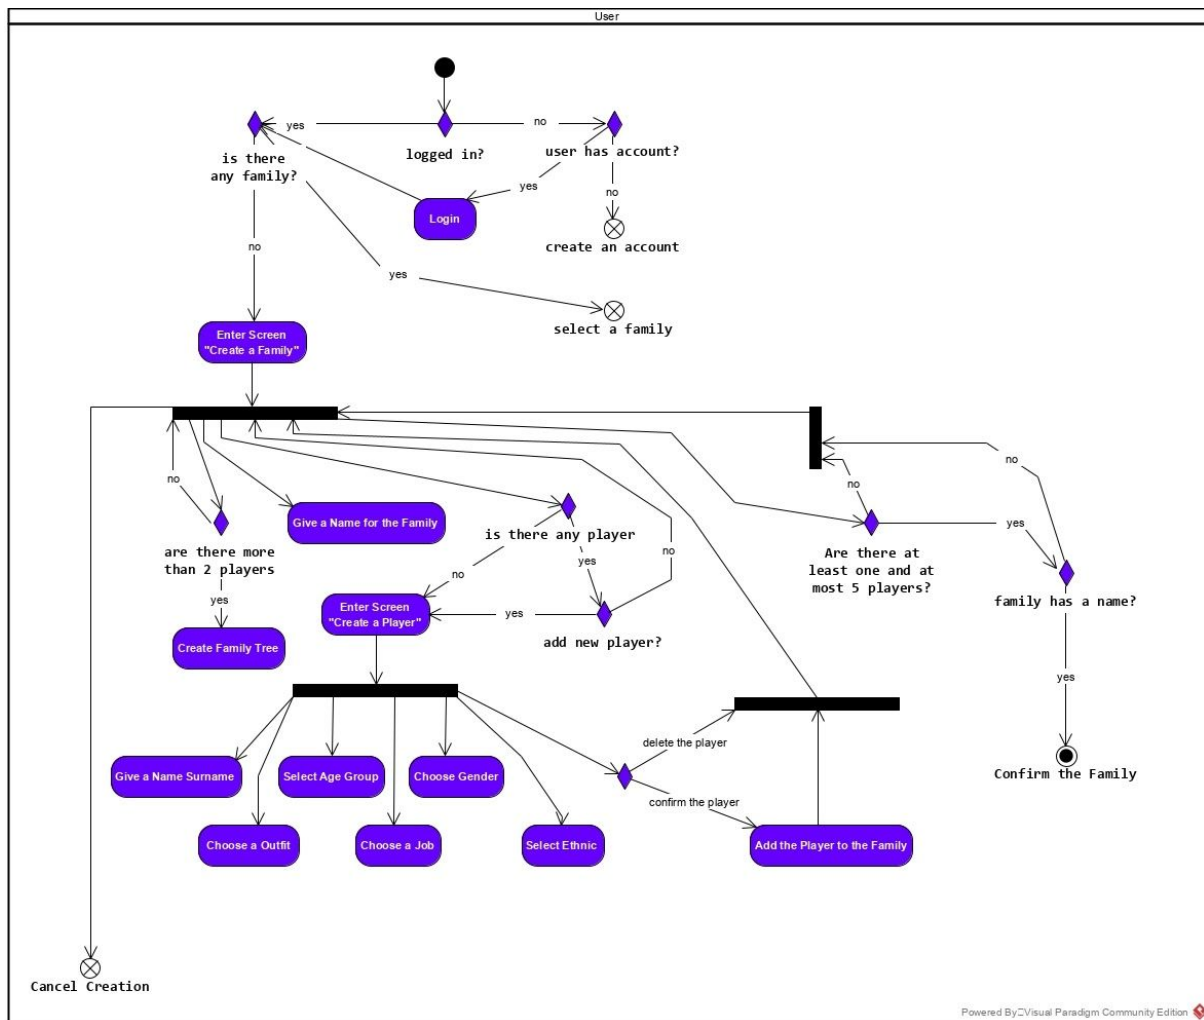 User
yes
no
logged in?
user has account?
is there
any family?
yes
no
Login
create an account
no
yes
select a family
Enter Screen
"Create a Family"
no
no
no
Give a Name for the Family
is there any player
are there more
than 2 players
yes
no
yes
Are there at
least one and at
most 5 players?
no
yes
family has a name?
Enter Screen
"Create a Player"
yes
add new player?
Create Family Tree
yes
delete the player
Give a Name Surname
Select Age Group
Choose Gender
Confirm the Family
confirm the player
Choose a Outfit
Choose a Job
Select Ethnic
Add the Player to the Family
Cancel Creation
Powered By Visual Paradigm Community Edition